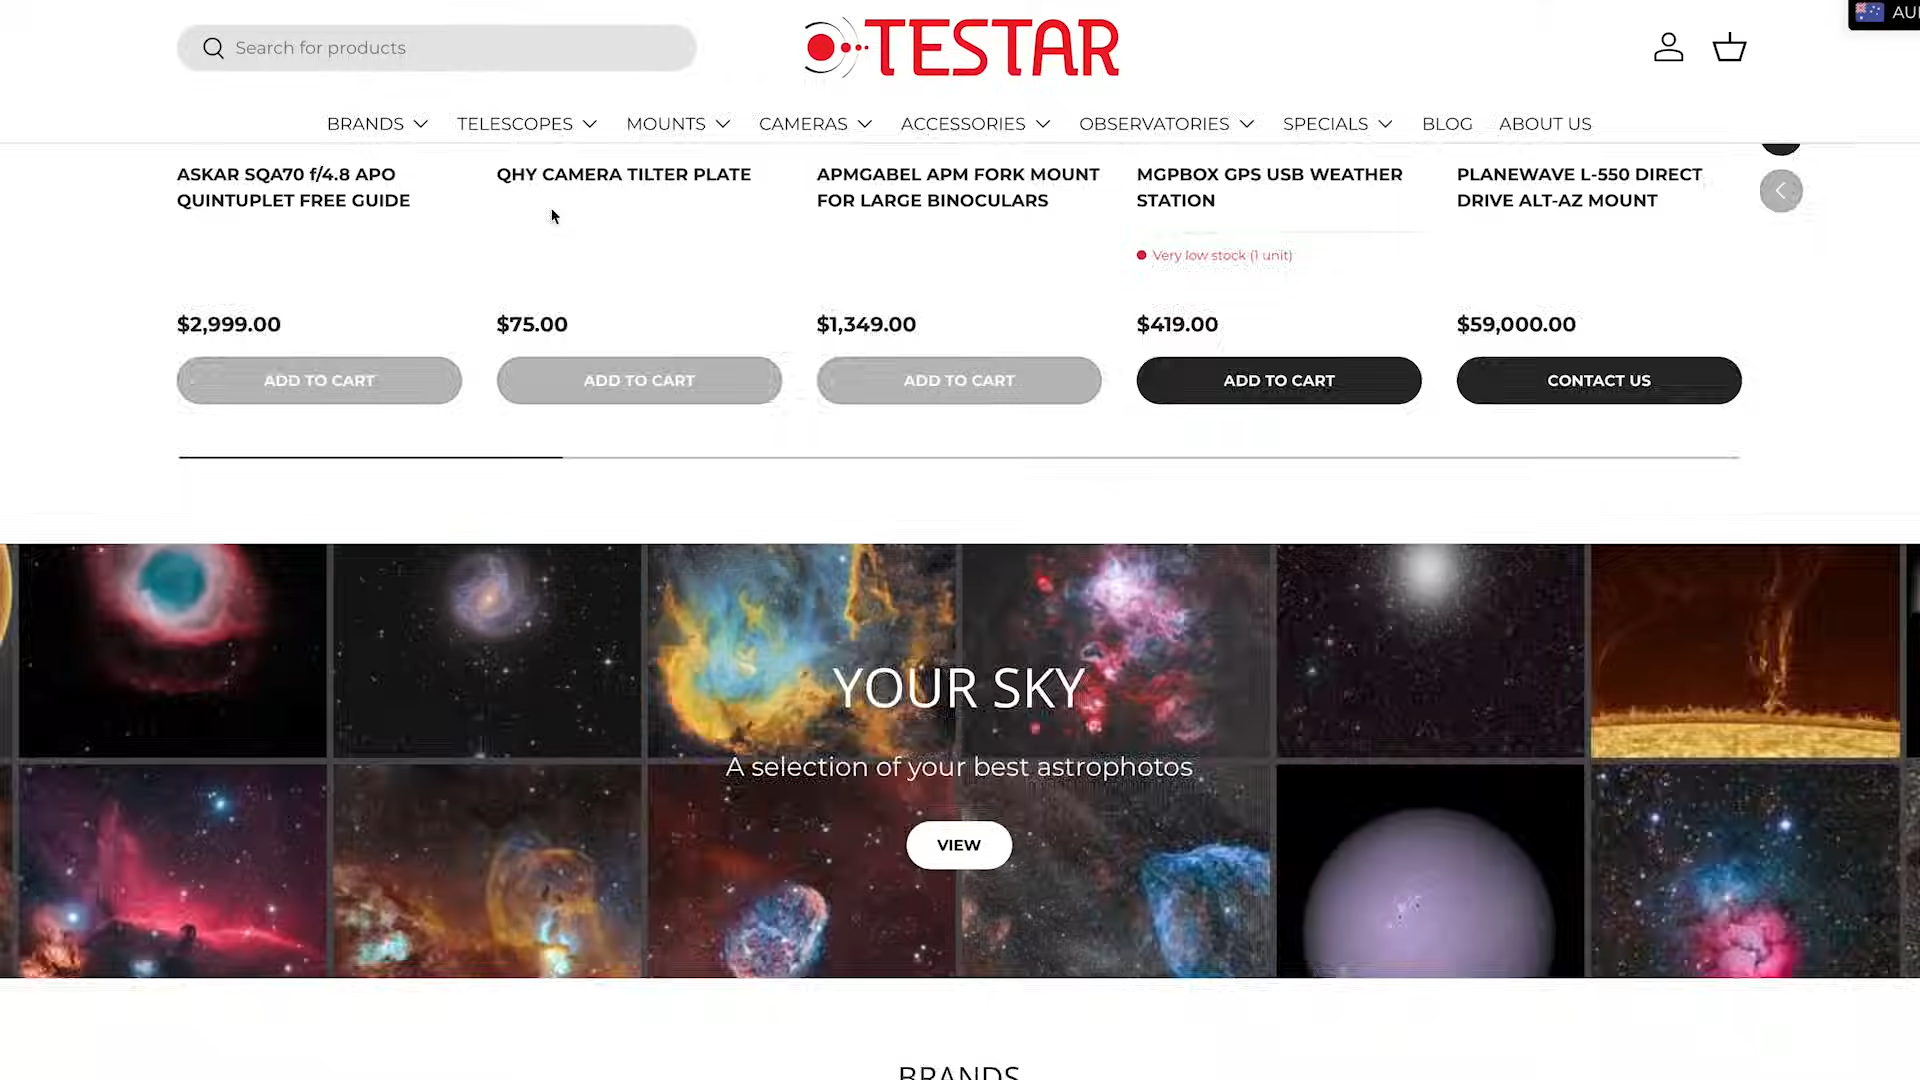 AU
Search for products
TESTAR
BRANDS TELESCOPES MOUNTS CAMERAS ACCESSORIES OBSERVATORIES SPECIALS BLOG ABOUT US
ASKAR SQA70 f/4.8 APO
QUINTUPLET FREE GUIDE
QHY CAMERA TILTER PLATE
APMGABEL APM FORK MOUNT
FOR LARGE BINOCULARS
MGPBOX GPS USB WEATHER
STATION
PLANEWAVE L-550 DIRECT
DRIVE ALT-AZ MOUNT
Very low stock (1 unit)
$2,999.00
$75.00
$1,349.00
$419.00
$59,000.00
ADD TO CART
ADD TO CART
ADD TO CART
ADD TO CART
CONTACT US
YOUR SKY
A selection of your best astrophotos
VIEW
BRANDS